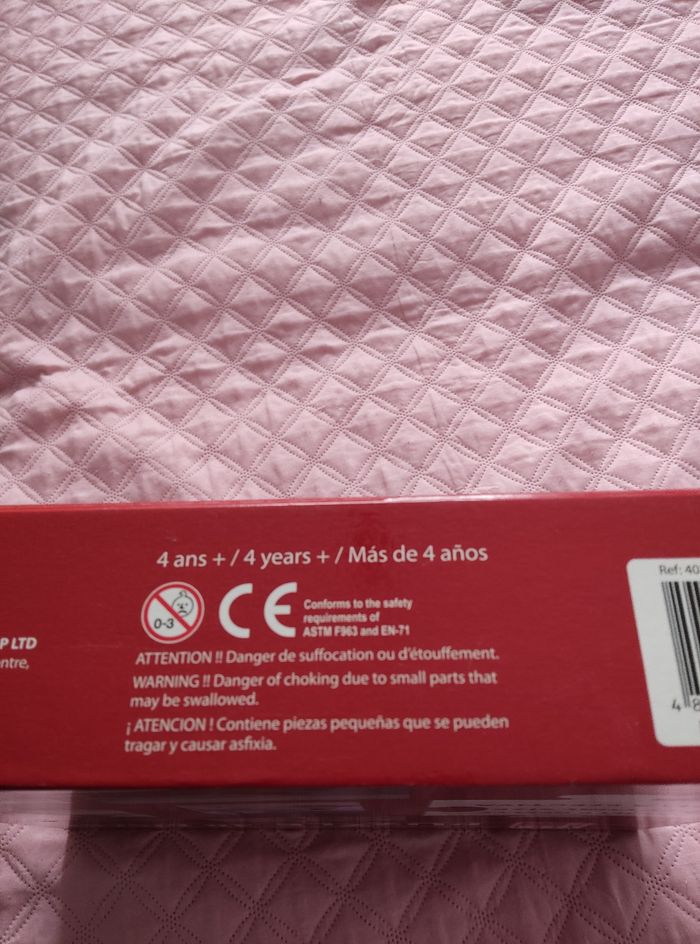 4 ans + / 4 years + / Más de 4 años
0-3
CE
Conforms to the safety
requirements of
ASTM F963 and EN-71
P LTD
ntre,
ATTENTION !! Danger de suffocation ou d'étouffement.
WARNING !! Danger of choking due to small parts that
may be swallowed.
¡ ATENCION ! Contiene piezas pequeñas que se pueden
tragar y causar asfixia.
Ref: 40
4 8